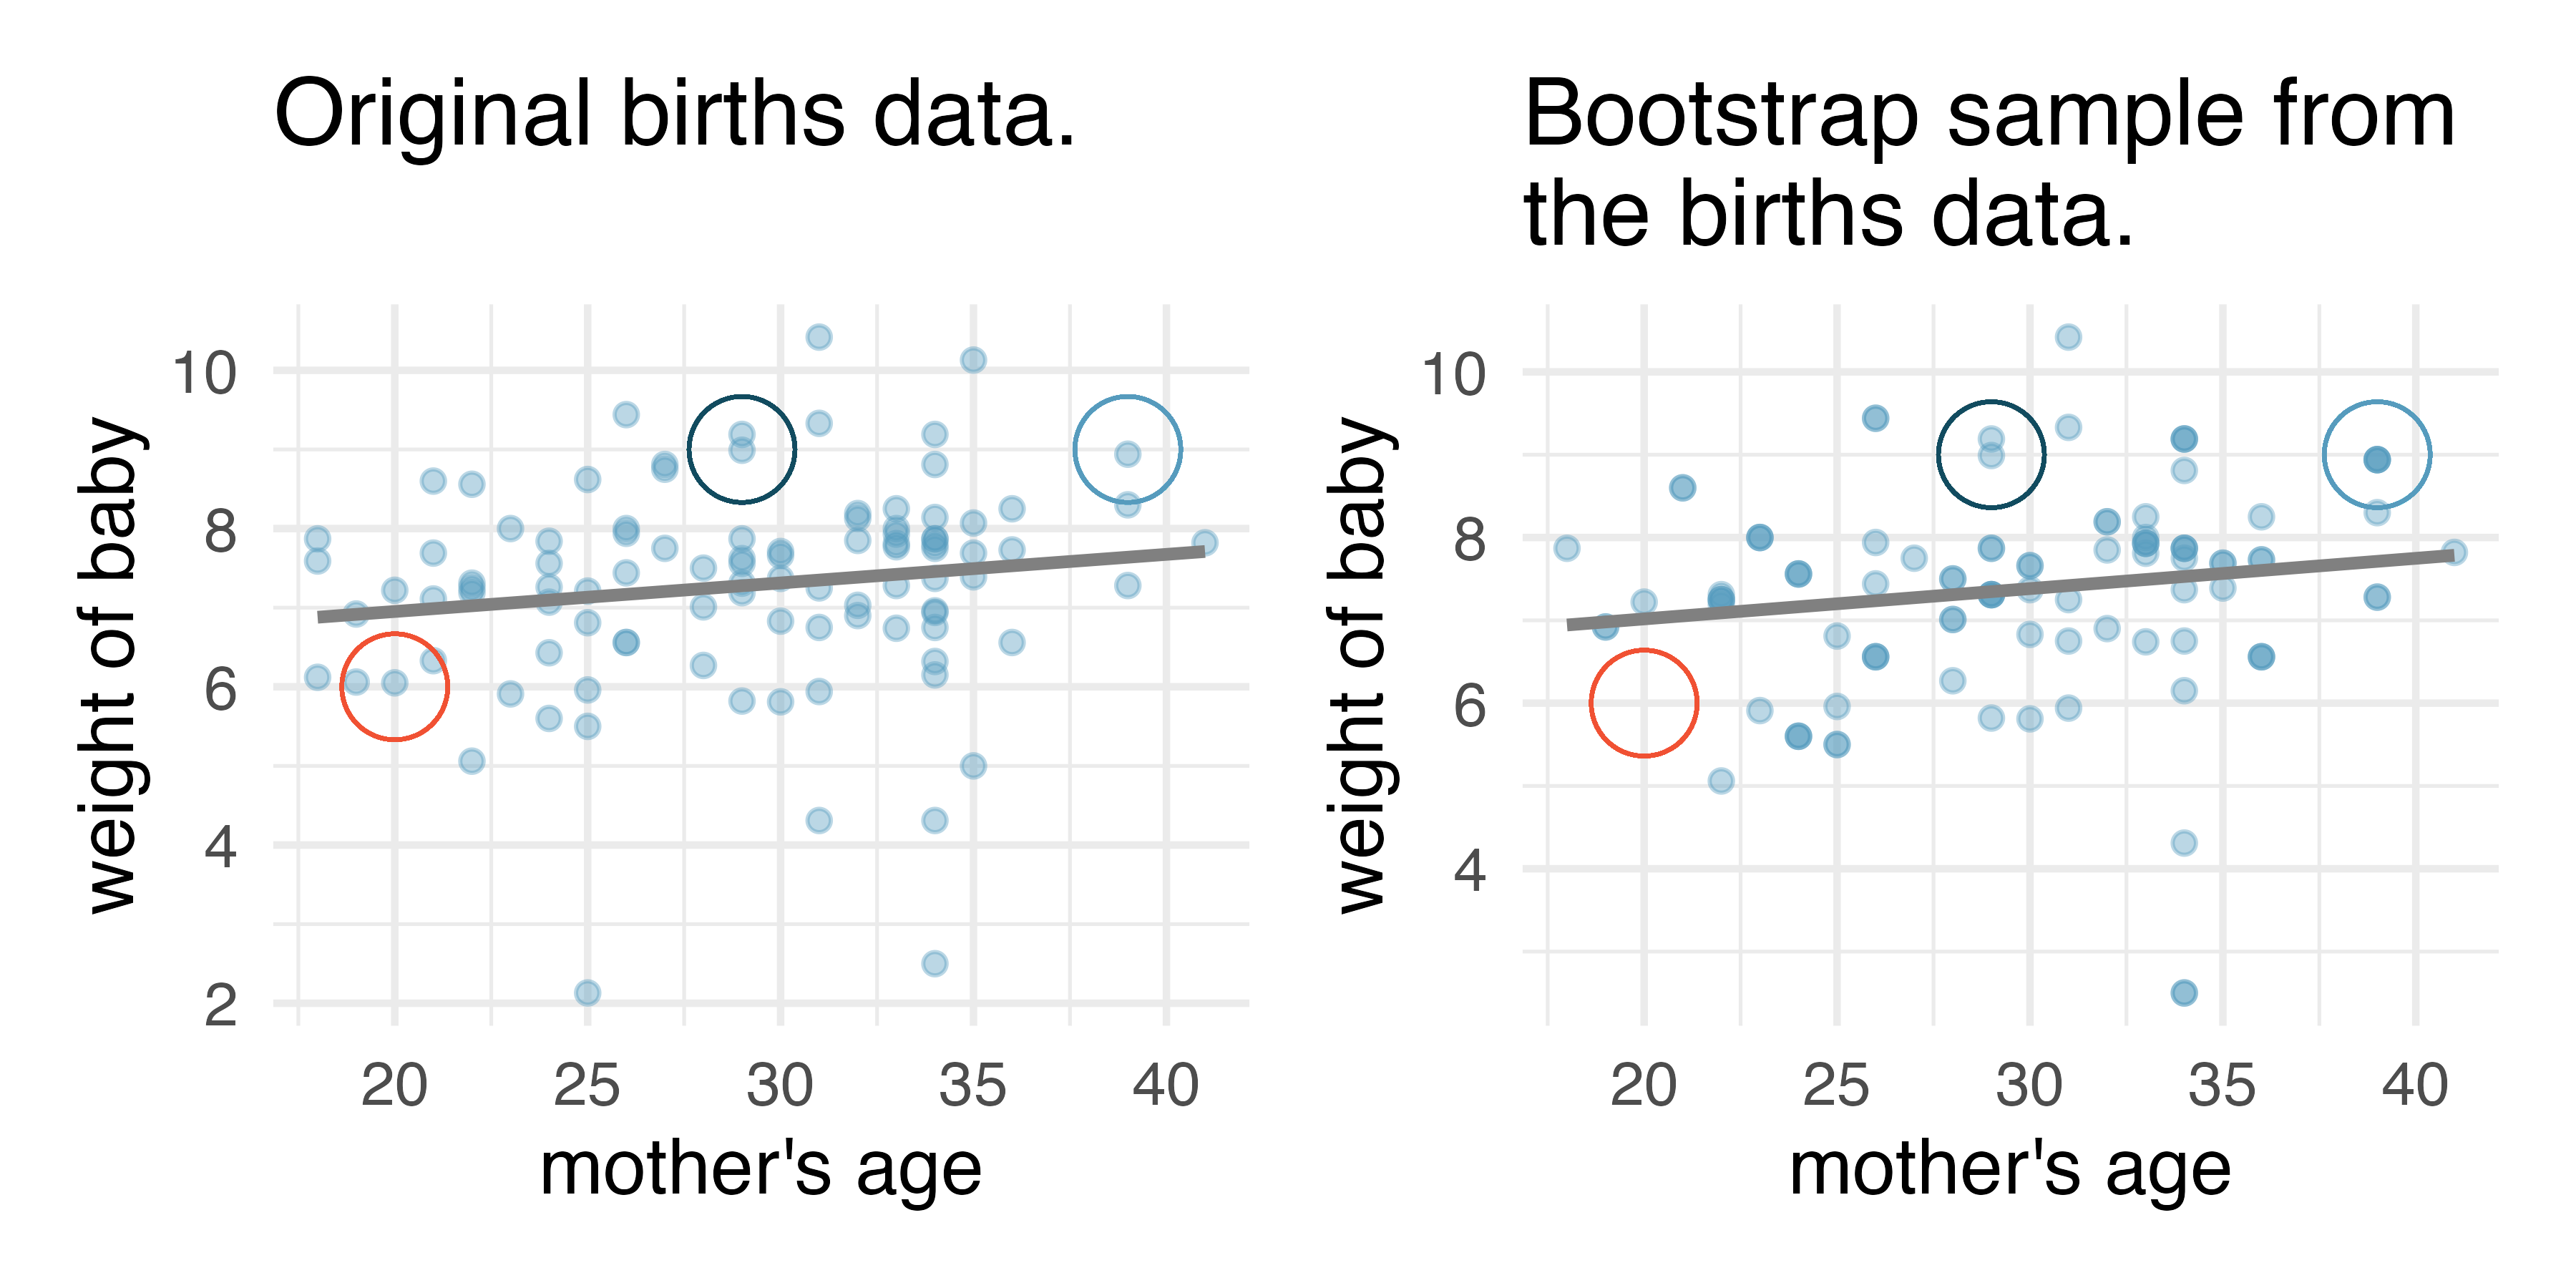 Original births data.
10
8
6
4
2
weight of baby
20 25 30 35 40
mother's age
Bootstrap sample from
the births data.
10
8
6
4
weight of baby
20 25 30 35 40
mother's age